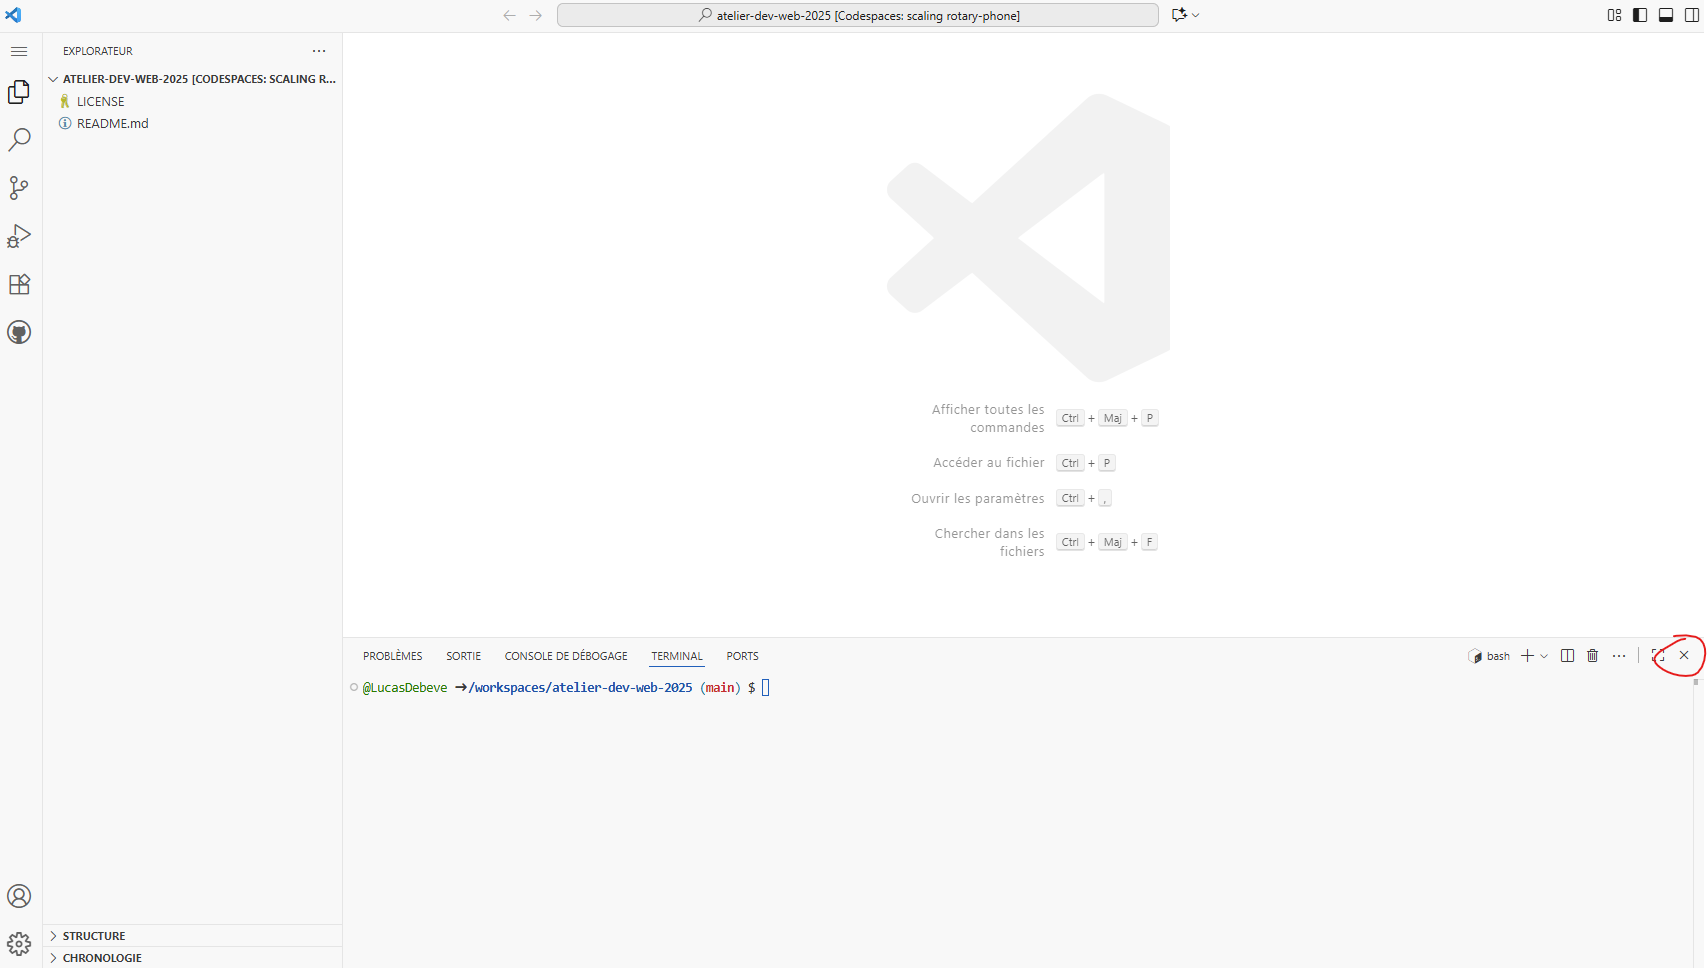 atelier-dev-web-2025 [Codespaces: scaling rotary-phone]
EXPLORATEUR
ATELIER-DEV-WEB-2025 [CODESPACES: SCALING R...
LICENSE
README.md
Afficher toutes les
commandes
Ctrl + Maj + P
Accéder au fichier
Ctrl + P
Ouvrir les paramètres
Ctrl + ,
Chercher dans les
fichiers
Ctrl + Maj + F
PROBLÈMES
SORTIE
CONSOLE DE DÉBOGAGE
TERMINAL
PORTS
bash
@LucasDebeve ➜/workspaces/atelier-dev-web-2025 (main) $
STRUCTURE
CHRONOLOGIE